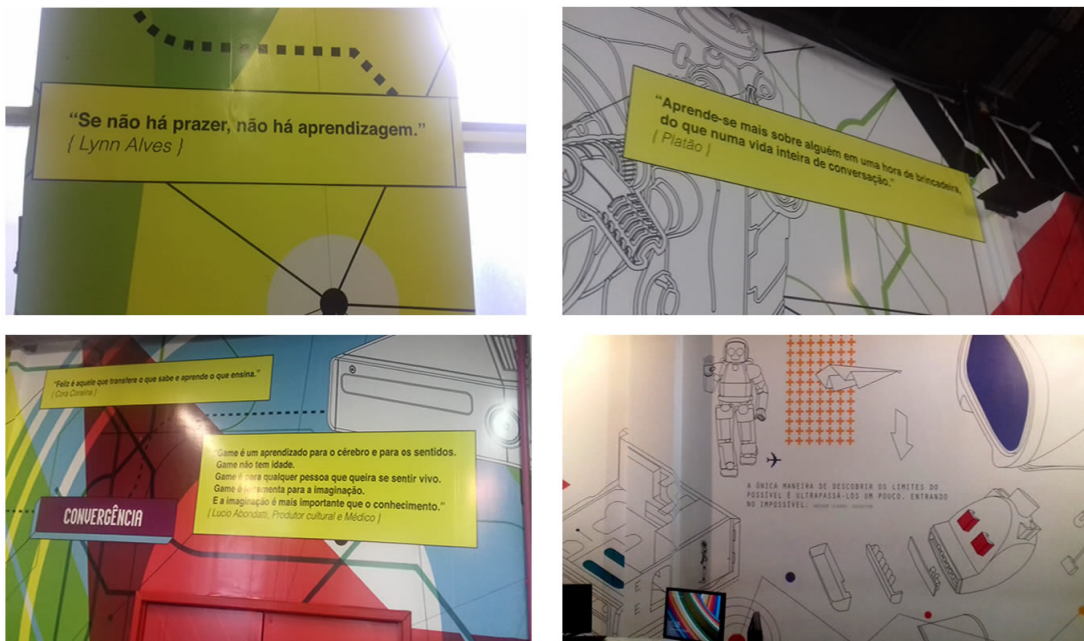 “Se não há prazer, não há aprendizagem.”
{ Lynn Alves }
“Aprende-se mais sobre alguém em uma hora de brincadeira,
do que numa vida inteira de conversação.”
{ Platão }
“Feliz é aquele que transfere o que sabe e aprende o que ensina.”
{ Cora Coralina }
“Game é um aprendizado para o cérebro e para os sentidos.
Game não tem idade.
Game é para qualquer pessoa que queira se sentir vivo.
Game é ferramenta para a imaginação.
E a imaginação é mais importante que o conhecimento.”
{ Lucio Abondati, Produtor cultural e Médico }
CONVERGÊNCIA
A ÚNICA MANEIRA DE DESCOBRIR OS LIMITES DO
POSSÍVEL É ULTRAPASSÁ-LOS UM POUCO, ENTRANDO
NO IMPOSSÍVEL.